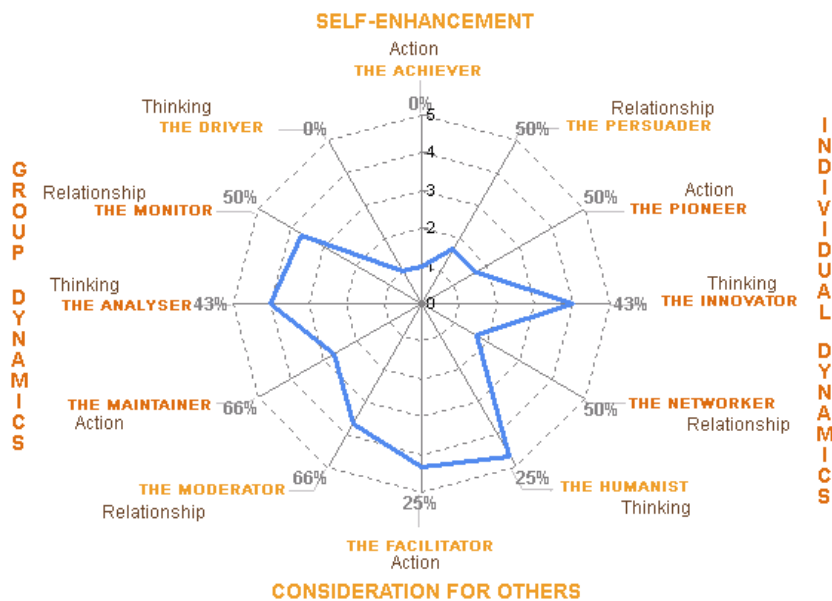 SELF-ENHANCEMENT
Action
THE ACHIEVER
0%
Thinking
THE DRIVER
0%
Relationship
THE PERSUADER
50%
Relationship
THE MONITOR
50%
Action
THE PIONEER
50%
Thinking
THE ANALYSER
43%
Thinking
THE INNOVATOR
43%
THE MAINTAINER
Action
66%
THE NETWORKER
Relationship
50%
THE MODERATOR
Relationship
66%
THE HUMANIST
Thinking
25%
25%
THE FACILITATOR
Action
CONSIDERATION FOR OTHERS
5
4
3
2
1
0
GROUP DYNAMICS
INDIVIDUAL DYNAMICS